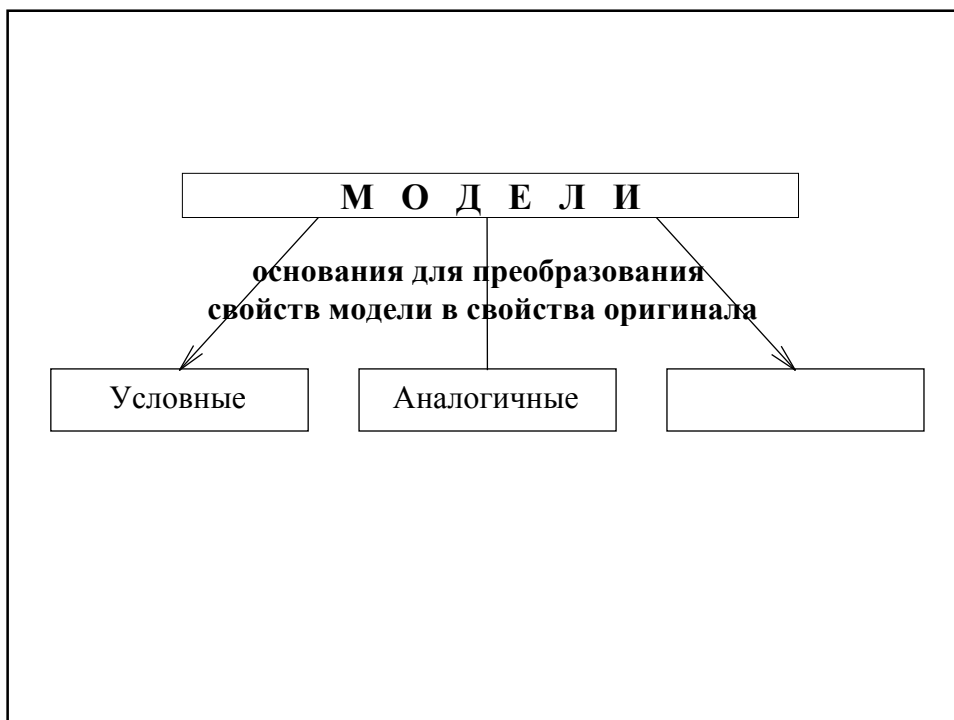 М О Д Е Л И
основания для преобразования
свойств модели в свойства оригинала
Условные
Аналогичные